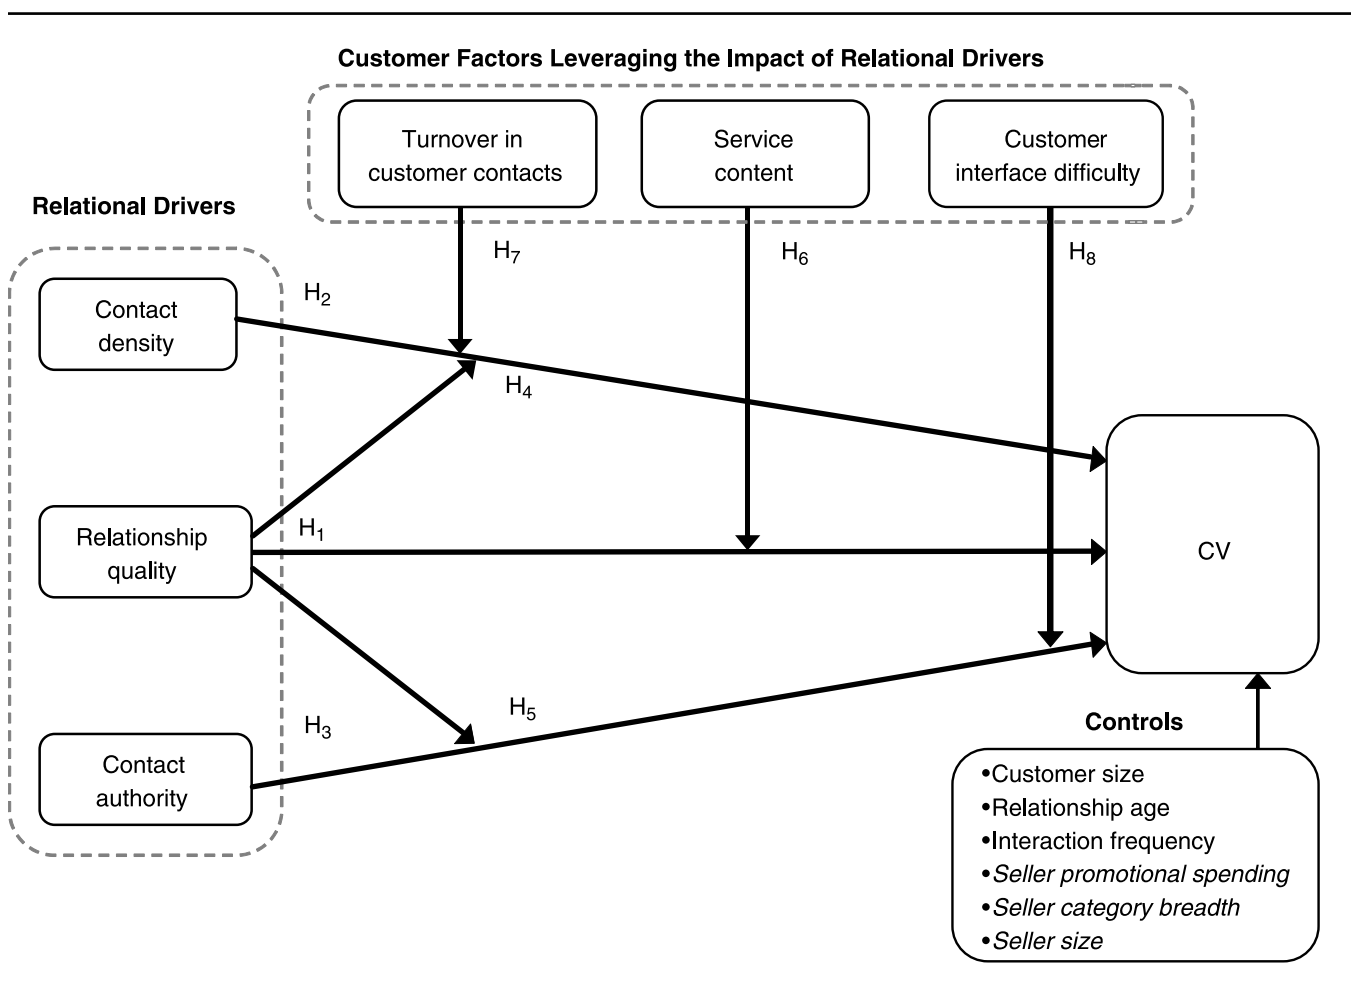 Customer Factors Leveraging the Impact of Relational Drivers
Turnover in
customer contacts
Service
content
Customer
interface difficulty
Relational Drivers
H7
H6
H8
H2
Contact
density
H4
Relationship
quality
H1
CV
H5
H3
Contact
authority
Controls
•Customer size
•Relationship age
•Interaction frequency
•Seller promotional spending
•Seller category breadth
•Seller size